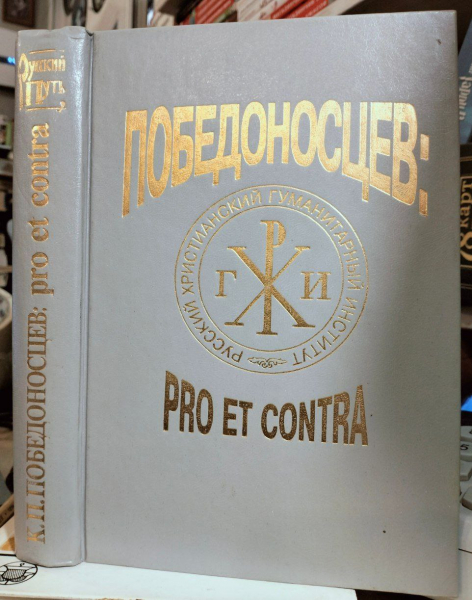 Русский
Путь
К.П.ПОБЕДОНОСЦЕВ: pro et contra
ПОБЕДОНОСЦЕВ:
РУССКИЙ ХРИСТИАНСКИЙ ГУМАНИТАРНЫЙ ИНСТИТУТ
Г И
PRO ET CONTRA